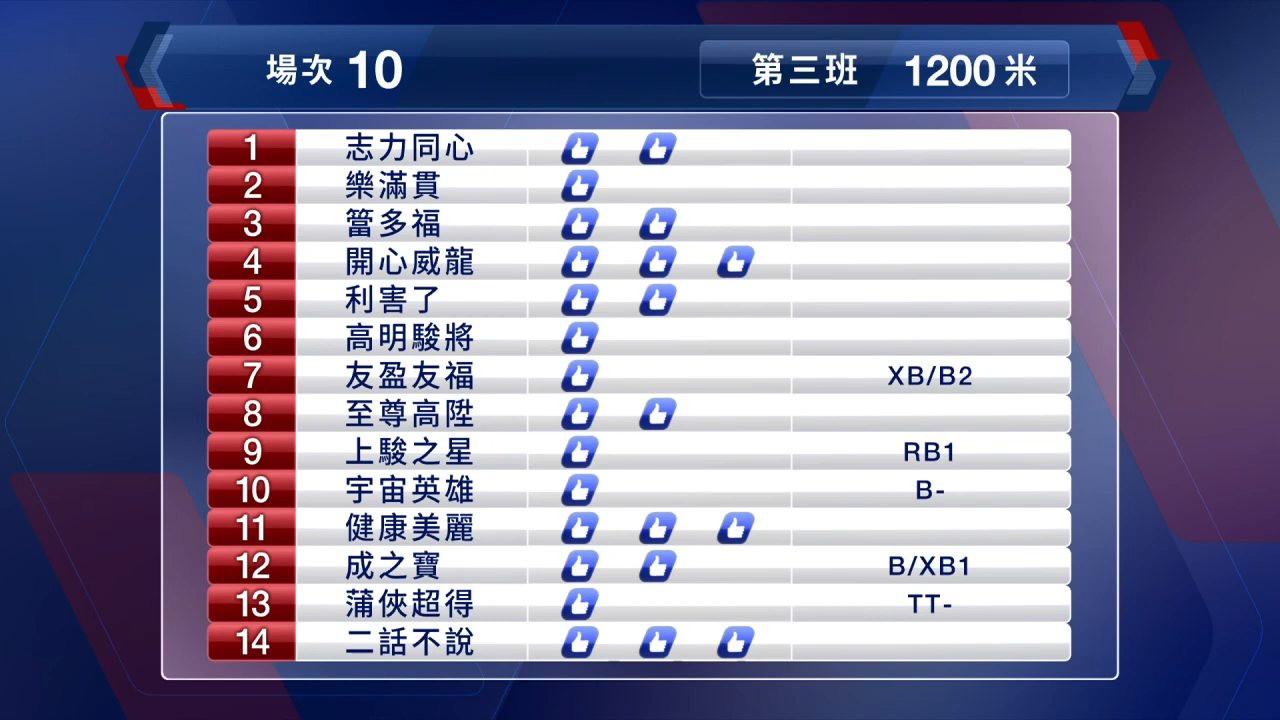 場次 10 第三班 1200米
1 志力同心
2 樂滿貫
3 簹多福
4 開心威龍
5 利害了
6 高明駿將
7 友盈友福 XB/B2
8 至尊高陞
9 上駿之星 RB1
10 宇宙英雄 B-
11 健康美麗
12 成之寶 B/XB1
13 蒲俠超得 TT-
14 二話不說